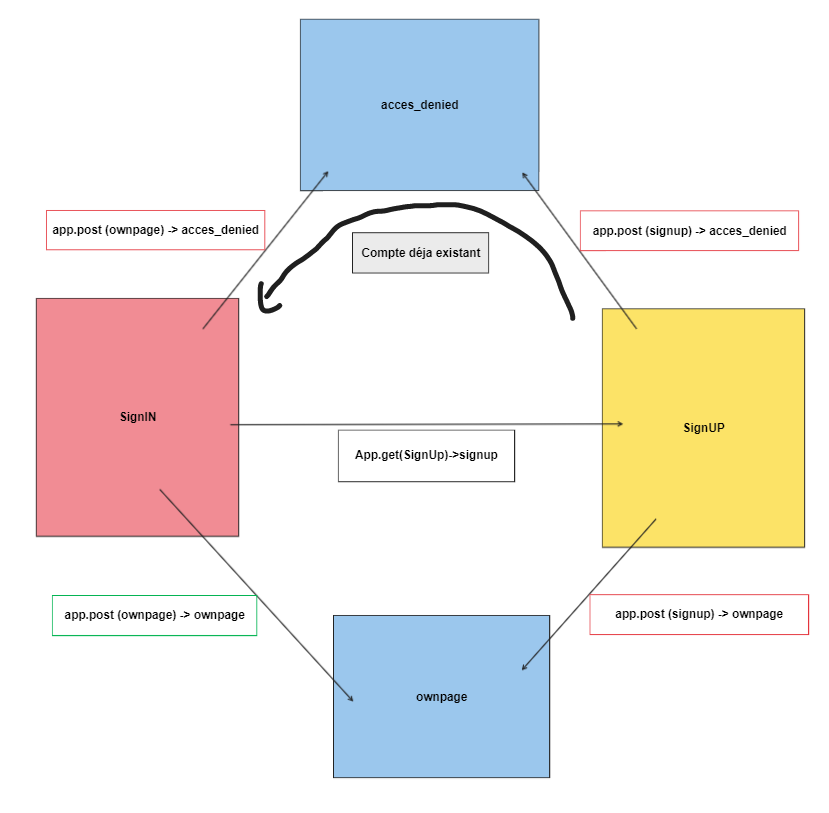 acces_denied
app.post (ownpage) -> acces_denied
app.post (signup) -> acces_denied
Compte déja existant
SignIN
SignUP
App.get(SignUp)->signup
app.post (ownpage) -> ownpage
app.post (signup) -> ownpage
ownpage